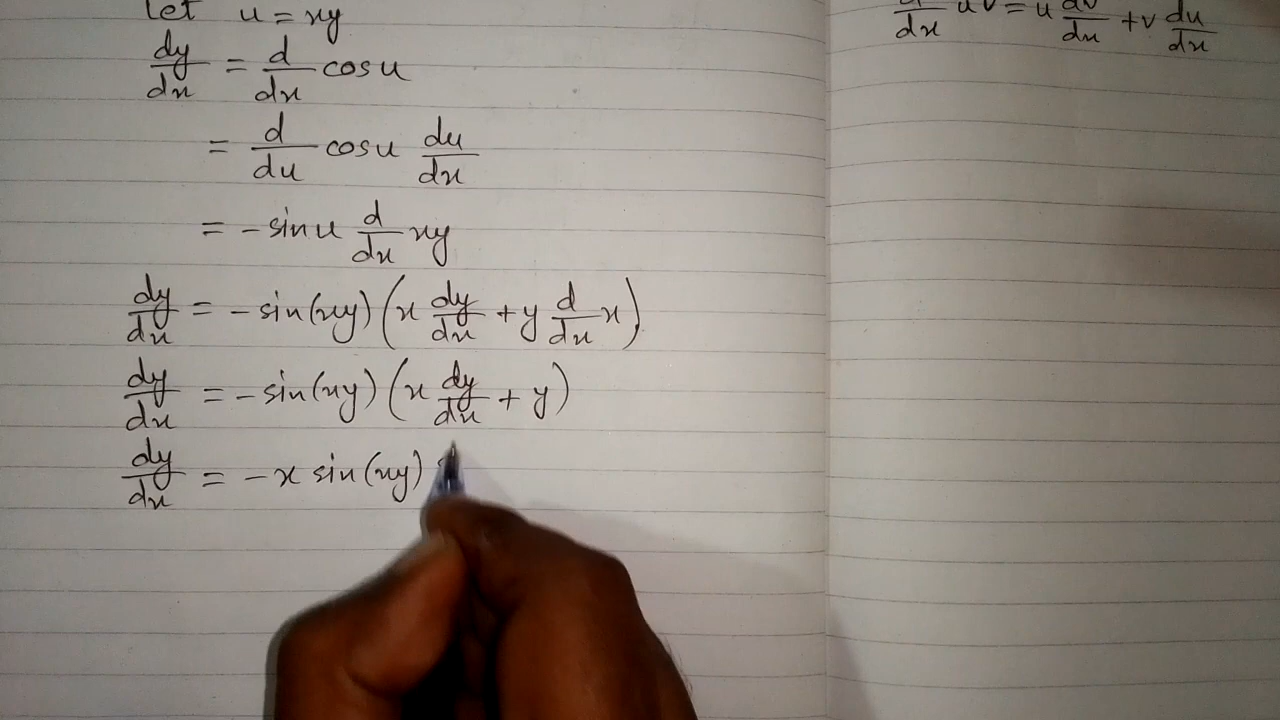 Let u = xy
dy/dx = d/dx cos u
= d/du cos u du/dx
= - sin u d/dx xy
dy/dx = - sin(xy) (x dy/dx + y d/dx x)
dy/dx = - sin(xy) (x dy/dx + y)
dy/dx = - x sin(xy)
d/dx uv = u dv/dx + v du/dx